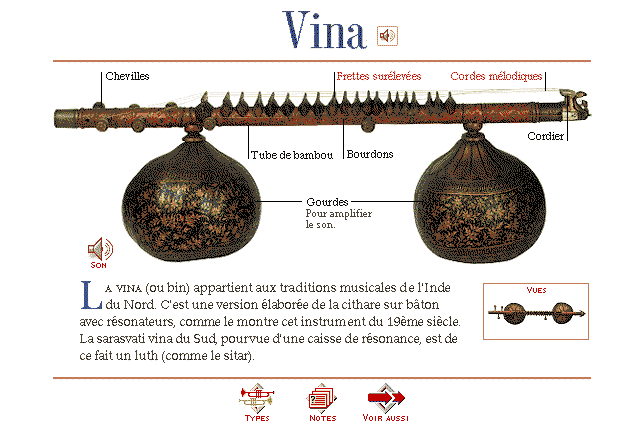 Vina
Chevilles
Frettes surélevées
Cordes mélodiques
Cordier
Tube de bambou
Bourdons
Gourdes
Pour amplifier
le son.
SON
LA VINA (ou bin) appartient aux traditions musicales de l'Inde
du Nord. C'est une version élaborée de la cithare sur bâton
avec résonateurs, comme le montre cet instrument du 19ème siècle.
La sarasvati vina du Sud, pourvue d'une caisse de résonance, est de
ce fait un luth (comme le sitar).
VUES
TYPES
NOTES
VOIR AUSSI